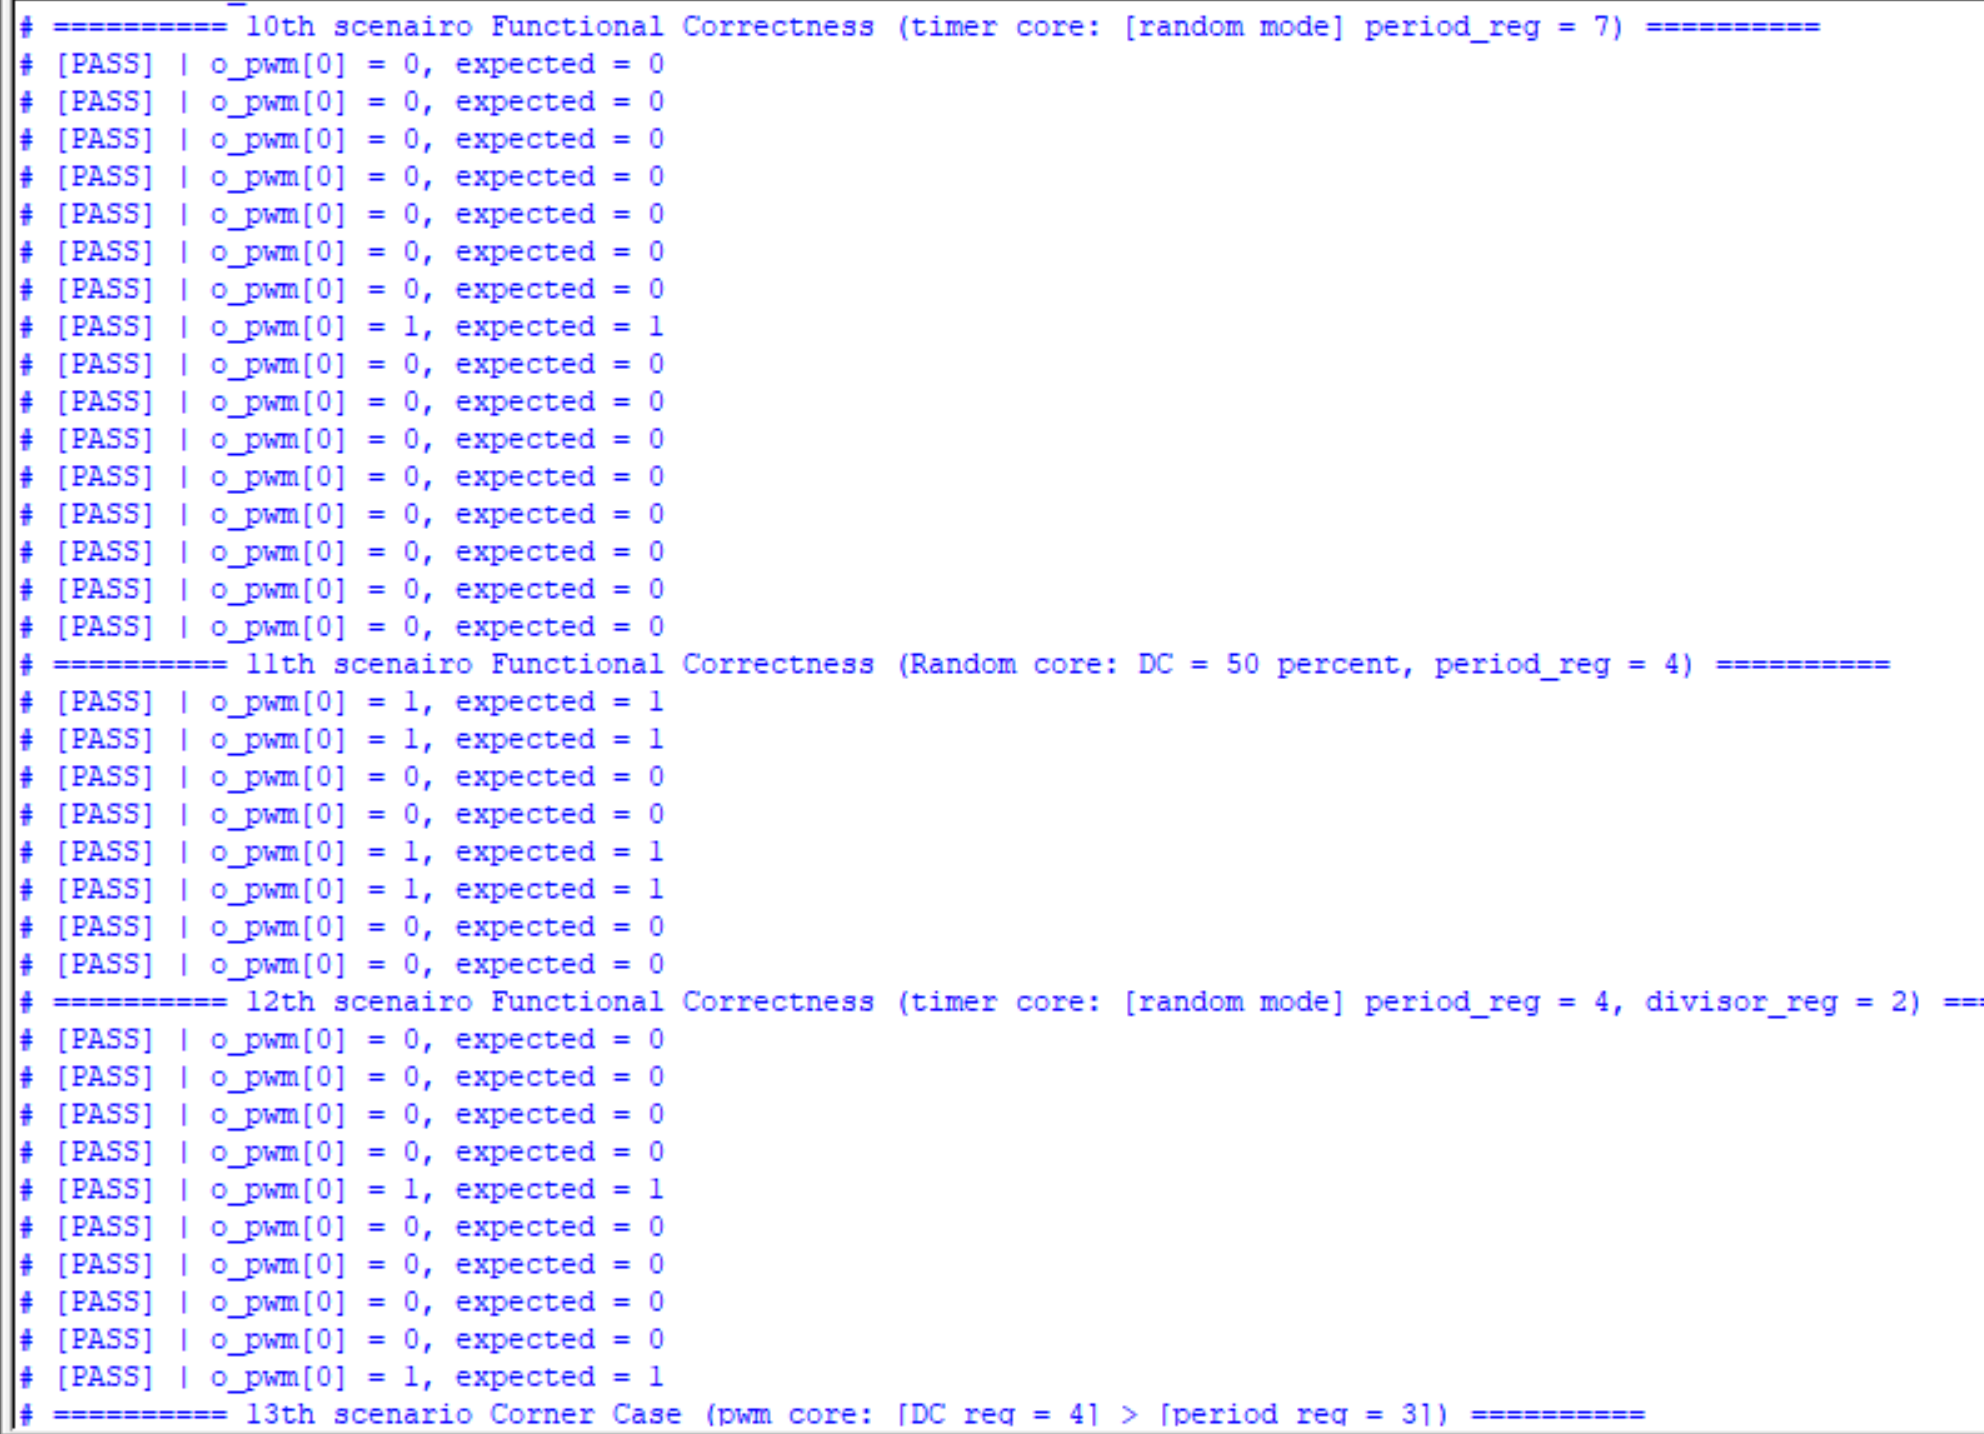 # ========== 10th scenairo Functional Correctness (timer core: [random mode] period_reg = 7) ==========
# [PASS] | o_pwm[0] = 0, expected = 0
# [PASS] | o_pwm[0] = 0, expected = 0
# [PASS] | o_pwm[0] = 0, expected = 0
# [PASS] | o_pwm[0] = 0, expected = 0
# [PASS] | o_pwm[0] = 0, expected = 0
# [PASS] | o_pwm[0] = 0, expected = 0
# [PASS] | o_pwm[0] = 0, expected = 0
# [PASS] | o_pwm[0] = 1, expected = 1
# [PASS] | o_pwm[0] = 0, expected = 0
# [PASS] | o_pwm[0] = 0, expected = 0
# [PASS] | o_pwm[0] = 0, expected = 0
# [PASS] | o_pwm[0] = 0, expected = 0
# [PASS] | o_pwm[0] = 0, expected = 0
# [PASS] | o_pwm[0] = 0, expected = 0
# [PASS] | o_pwm[0] = 0, expected = 0
# [PASS] | o_pwm[0] = 0, expected = 0
# ========== 11th scenairo Functional Correctness (Random core: DC = 50 percent, period_reg = 4) ==========
# [PASS] | o_pwm[0] = 1, expected = 1
# [PASS] | o_pwm[0] = 1, expected = 1
# [PASS] | o_pwm[0] = 0, expected = 0
# [PASS] | o_pwm[0] = 0, expected = 0
# [PASS] | o_pwm[0] = 1, expected = 1
# [PASS] | o_pwm[0] = 1, expected = 1
# [PASS] | o_pwm[0] = 0, expected = 0
# [PASS] | o_pwm[0] = 0, expected = 0
# ========== 12th scenairo Functional Correctness (timer core: [random mode] period_reg = 4, divisor_reg = 2) ===
# [PASS] | o_pwm[0] = 0, expected = 0
# [PASS] | o_pwm[0] = 0, expected = 0
# [PASS] | o_pwm[0] = 0, expected = 0
# [PASS] | o_pwm[0] = 0, expected = 0
# [PASS] | o_pwm[0] = 1, expected = 1
# [PASS] | o_pwm[0] = 0, expected = 0
# [PASS] | o_pwm[0] = 0, expected = 0
# [PASS] | o_pwm[0] = 0, expected = 0
# [PASS] | o_pwm[0] = 0, expected = 0
# [PASS] | o_pwm[0] = 1, expected = 1
# ========== 13th scenario Corner Case (pwm core: [DC_reg = 4] > [period_reg = 3]) ==========